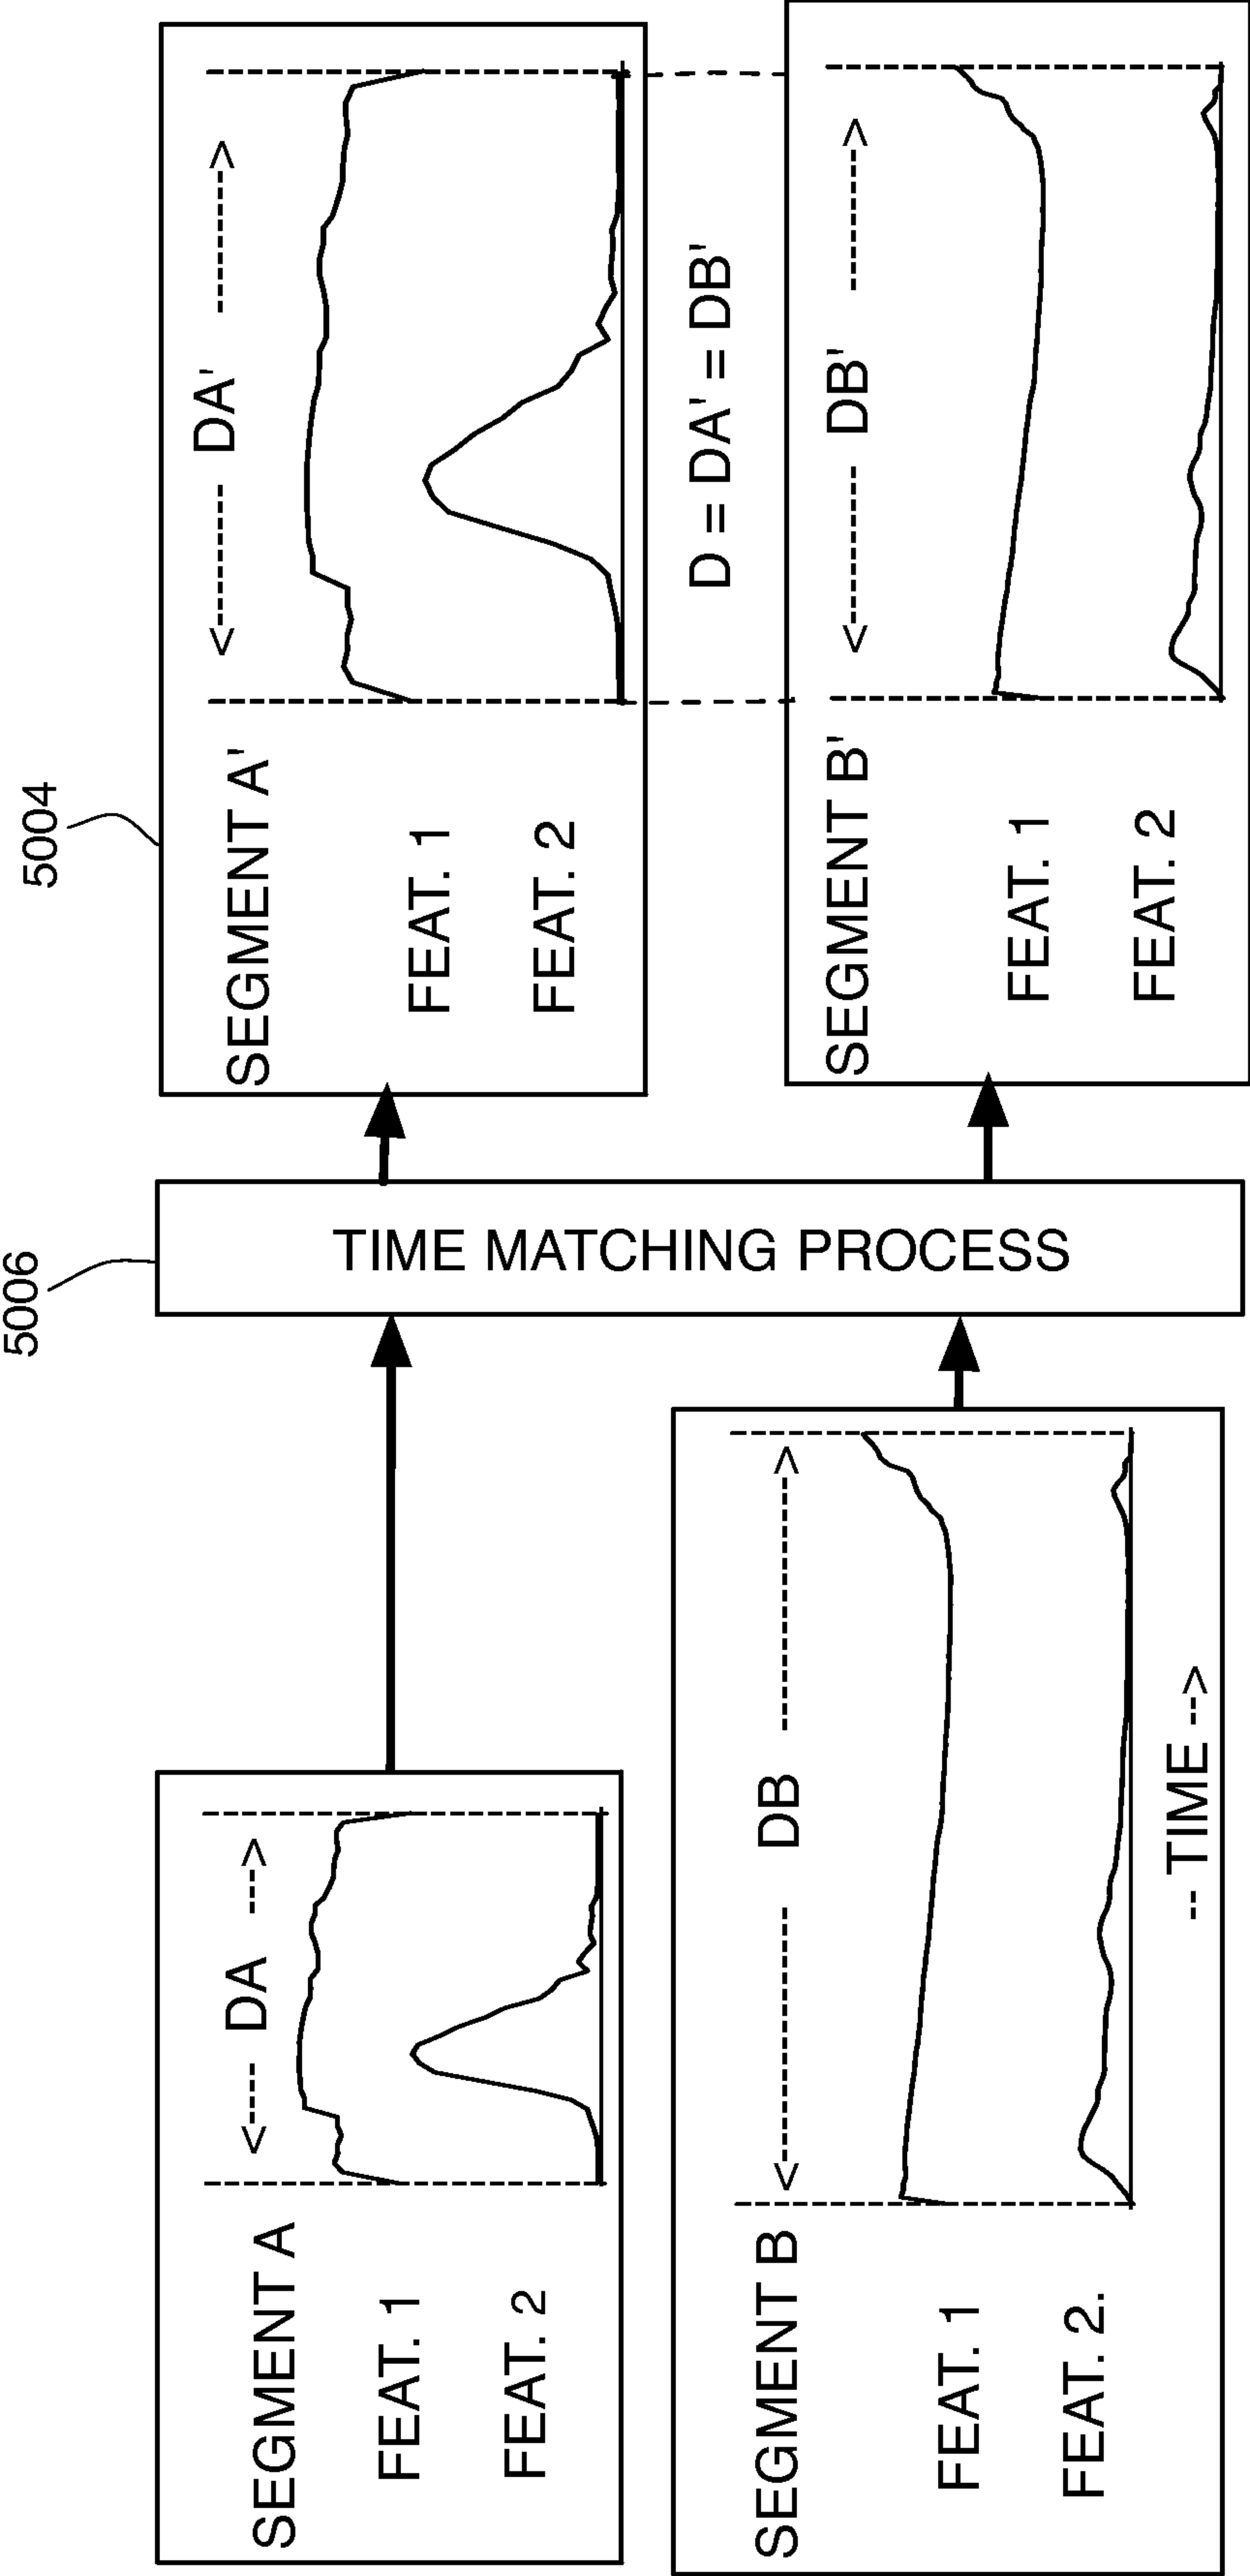 5006
5004
SEGMENT A
<---- DA --->
FEAT. 1
FEAT. 2
SEGMENT B
<------------- DB ------------->
FEAT. 1
FEAT. 2.
-- TIME -->
TIME MATCHING PROCESS
SEGMENT A'
<------- DA' ------->
FEAT. 1
FEAT. 2
D = DA' = DB'
SEGMENT B'
<-------- DB' -------->
FEAT. 1
FEAT. 2